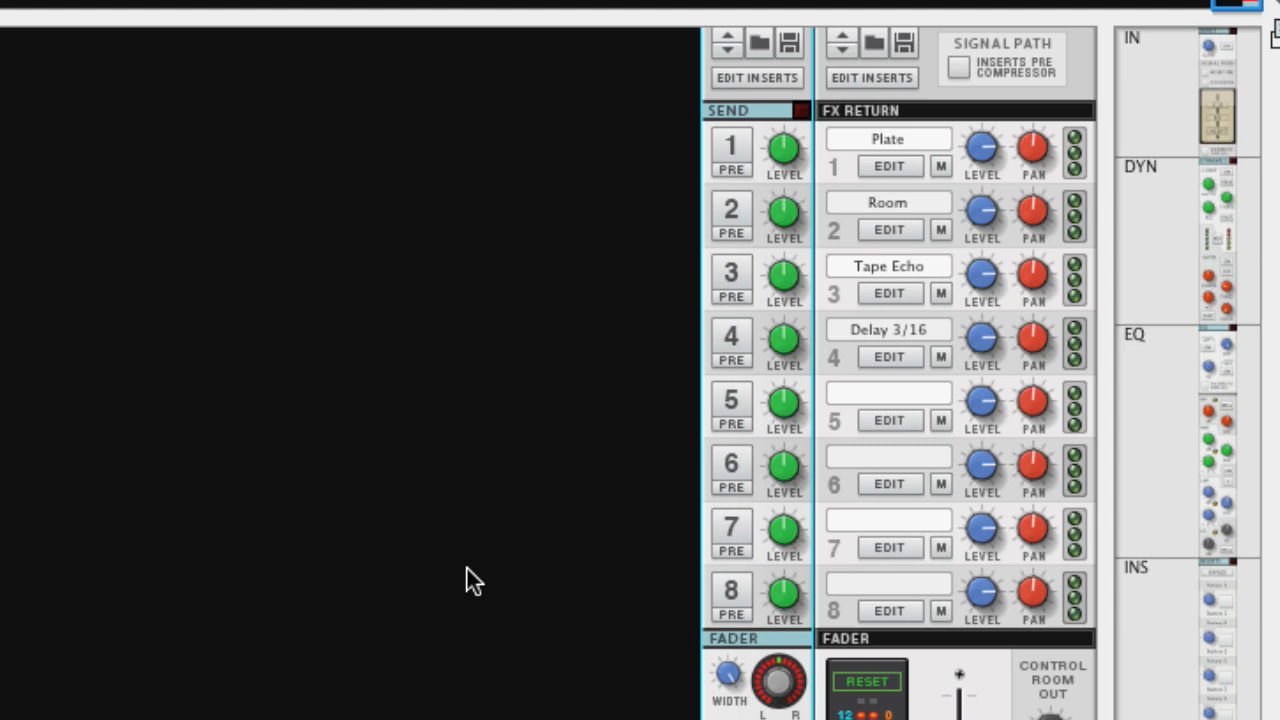 SIGNAL PATH
INSERTS PRE
COMPRESSOR
EDIT INSERTS
EDIT INSERTS
SEND
FX RETURN
1
PRE
LEVEL
Plate
1
EDIT
M
LEVEL
PAN
2
PRE
LEVEL
Room
2
EDIT
M
LEVEL
PAN
3
PRE
LEVEL
Tape Echo
3
EDIT
M
LEVEL
PAN
4
PRE
LEVEL
Delay 3/16
4
EDIT
M
LEVEL
PAN
5
PRE
LEVEL
5
EDIT
M
LEVEL
PAN
6
PRE
LEVEL
6
EDIT
M
LEVEL
PAN
7
PRE
LEVEL
7
EDIT
M
LEVEL
PAN
8
PRE
LEVEL
8
EDIT
M
LEVEL
PAN
FADER
FADER
WIDTH
L R
RESET
12 0
CONTROL
ROOM
OUT
IN
DYN
EQ
INS